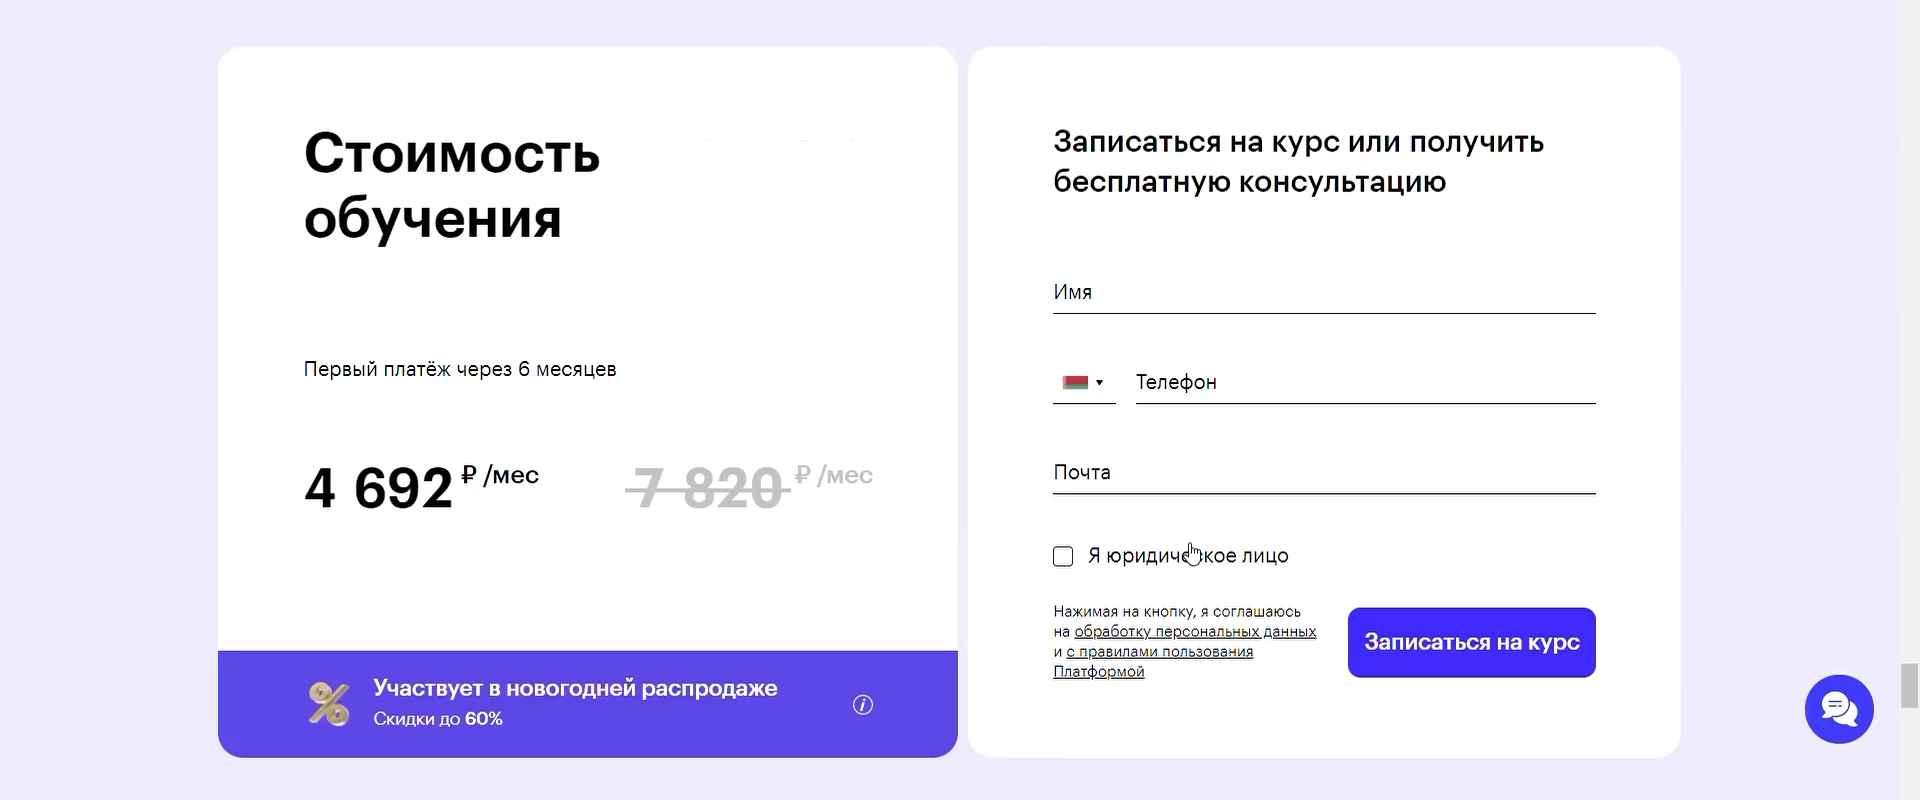 Стоимость
обучения
Первый платёж через 6 месяцев
4 692 ₽ /мес
7 820 ₽ /мес
Участвует в новогодней распродаже
Скидки до 60%
Записаться на курс или получить
бесплатную консультацию
Имя
Телефон
Почта
Я юридическое лицо
Нажимая на кнопку, я соглашаюсь
на обработку персональных данных
и с правилами пользования
Платформой
Записаться на курс